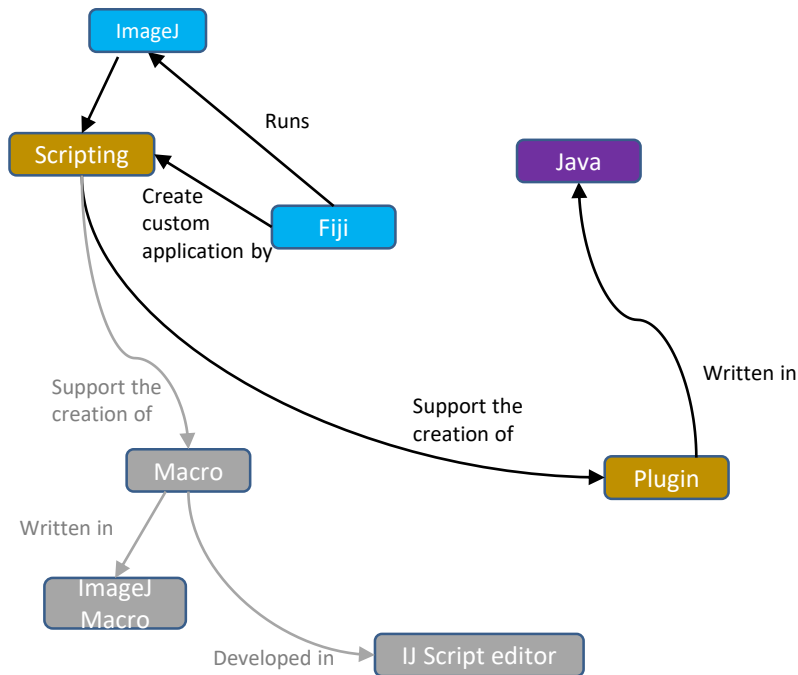 ImageJ
Runs
Scripting
Java
Create
custom
application by
Fiji
Written in
Support the
creation of
Support the
creation of
Macro
Plugin
Written in
ImageJ
Macro
Developed in
IJ Script editor